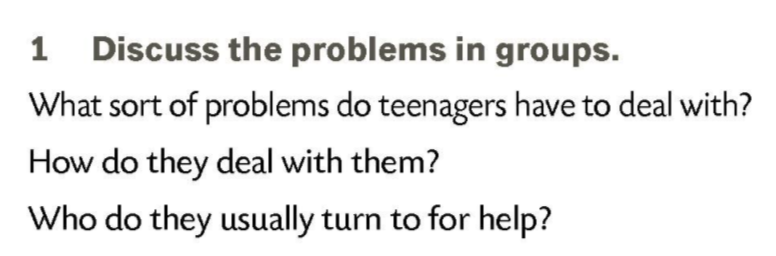 1 Discuss the problems in groups.
What sort of problems do teenagers have to deal with?
How do they deal with them?
Who do they usually turn to for help?